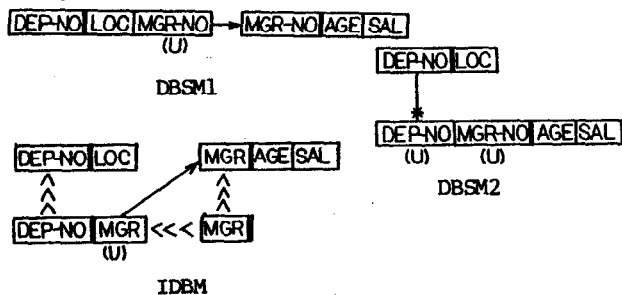 DEP-NO LOC MGR-NO MGR-NO AGE SAL
(U)
DBSM1
DEP-NO LOC
*
DEP-NO MGR-NO AGE SAL
(U) (U)
DBSM2
DEP-NO LOC MGR AGE SAL
DEP-NO MGR <<< MGR
(U)
IDBM